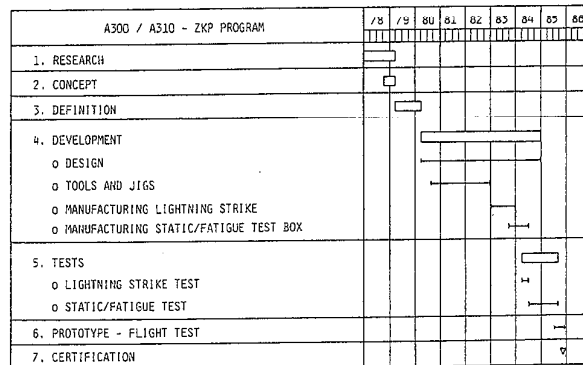 A300 / A310 - ZKP PROGRAM
78 79 80 81 82 83 84 85 86
1. RESEARCH
2. CONCEPT
3. DEFINITION
4. DEVELOPMENT
o DESIGN
o TOOLS AND JIGS
o MANUFACTURING LIGHTNING STRIKE
o MANUFACTURING STATIC/FATIGUE TEST BOX
5. TESTS
o LIGHTNING STRIKE TEST
o STATIC/FATIGUE TEST
6. PROTOTYPE - FLIGHT TEST
7. CERTIFICATION